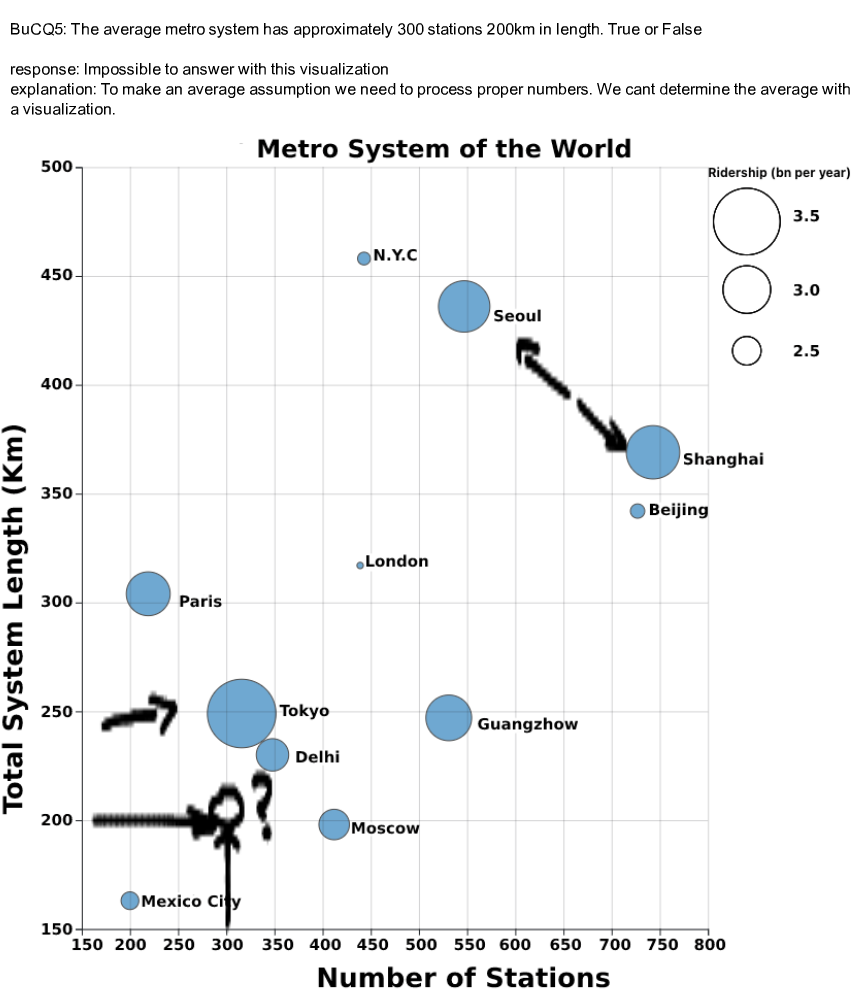 BuCQ5: The average metro system has approximately 300 stations 200km in length. True or False
response: Impossible to answer with this visualization
explanation: To make an average assumption we need to process proper numbers. We cant determine the average with
a visualization.
Metro System of the World
Ridership (bn per year)
3.5
3.0
2.5
Total System Length (Km)
500
450
400
350
300
250
200
150
N.Y.C
Seoul
Shanghai
Beijing
London
Paris
Tokyo
Guangzhow
Delhi
?
Moscow
Mexico City
150 200 250 300 350 400 450 500 550 600 650 700 750 800
Number of Stations